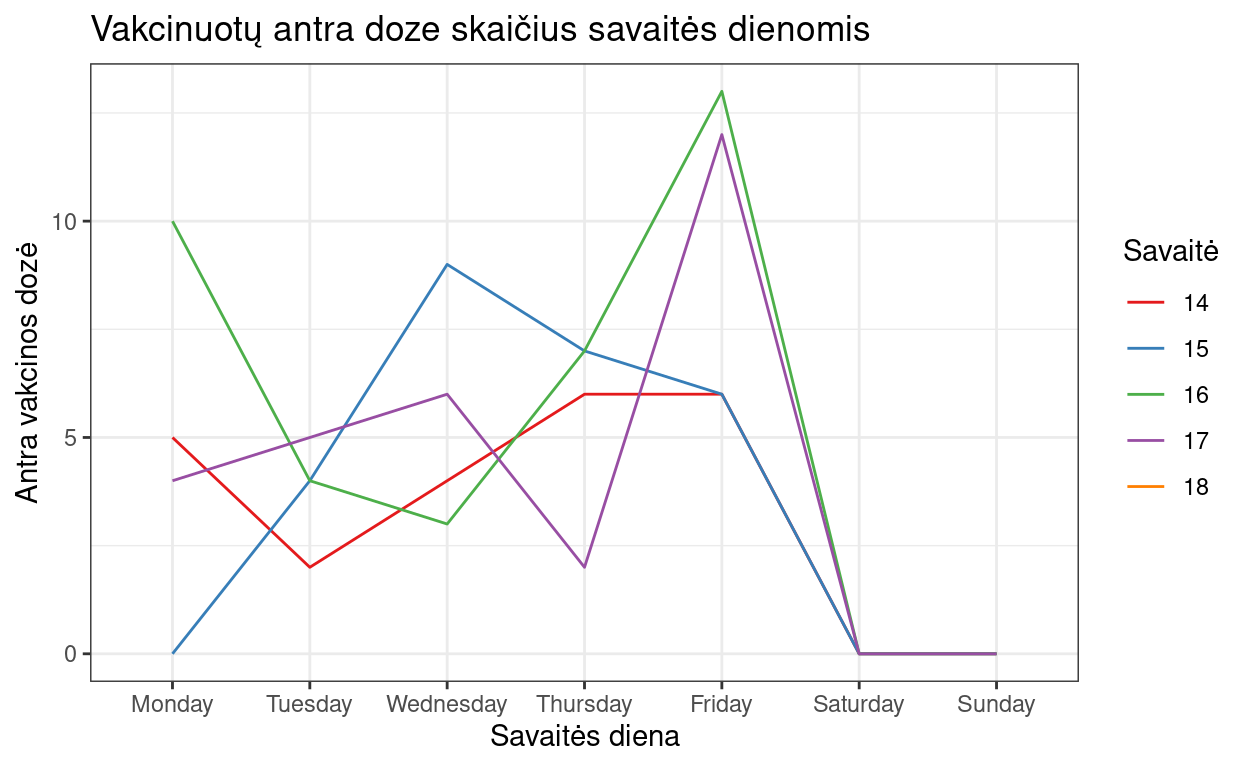 Vakcinuotų antra doze skaičius savaitės dienomis
Antra vakcinos dozė
10
5
0
Monday Tuesday Wednesday Thursday Friday Saturday Sunday
Savaitės diena
Savaitė
14
15
16
17
18